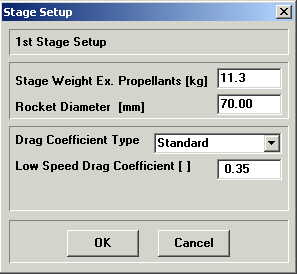 Stage Setup
1st Stage Setup
Stage Weight Ex. Propellants [kg] 11.3
Rocket Diameter [mm] 70.00
Drag Coefficient Type Standard
Low Speed Drag Coefficient [ ] 0.35
OK Cancel